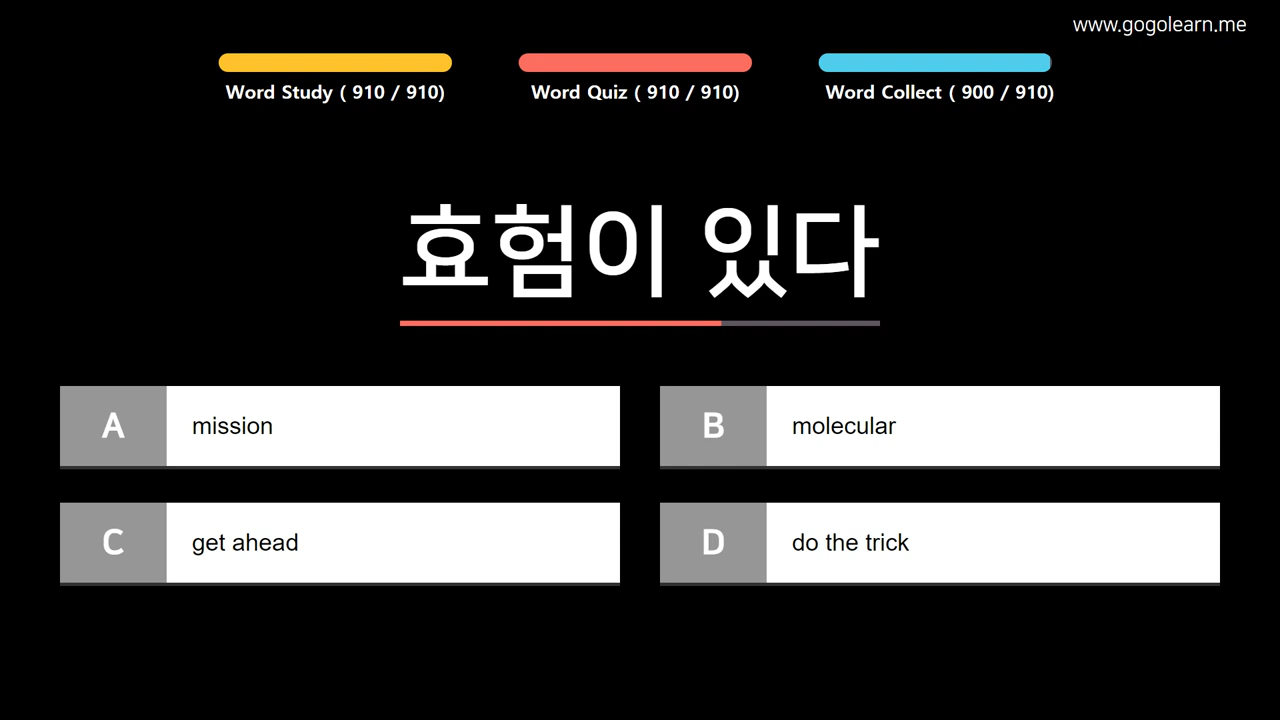 www.gogolearn.me
Word Study ( 910 / 910)
Word Quiz ( 910 / 910)
Word Collect ( 900 / 910)
효험이 있다
A mission
B molecular
C get ahead
D do the trick